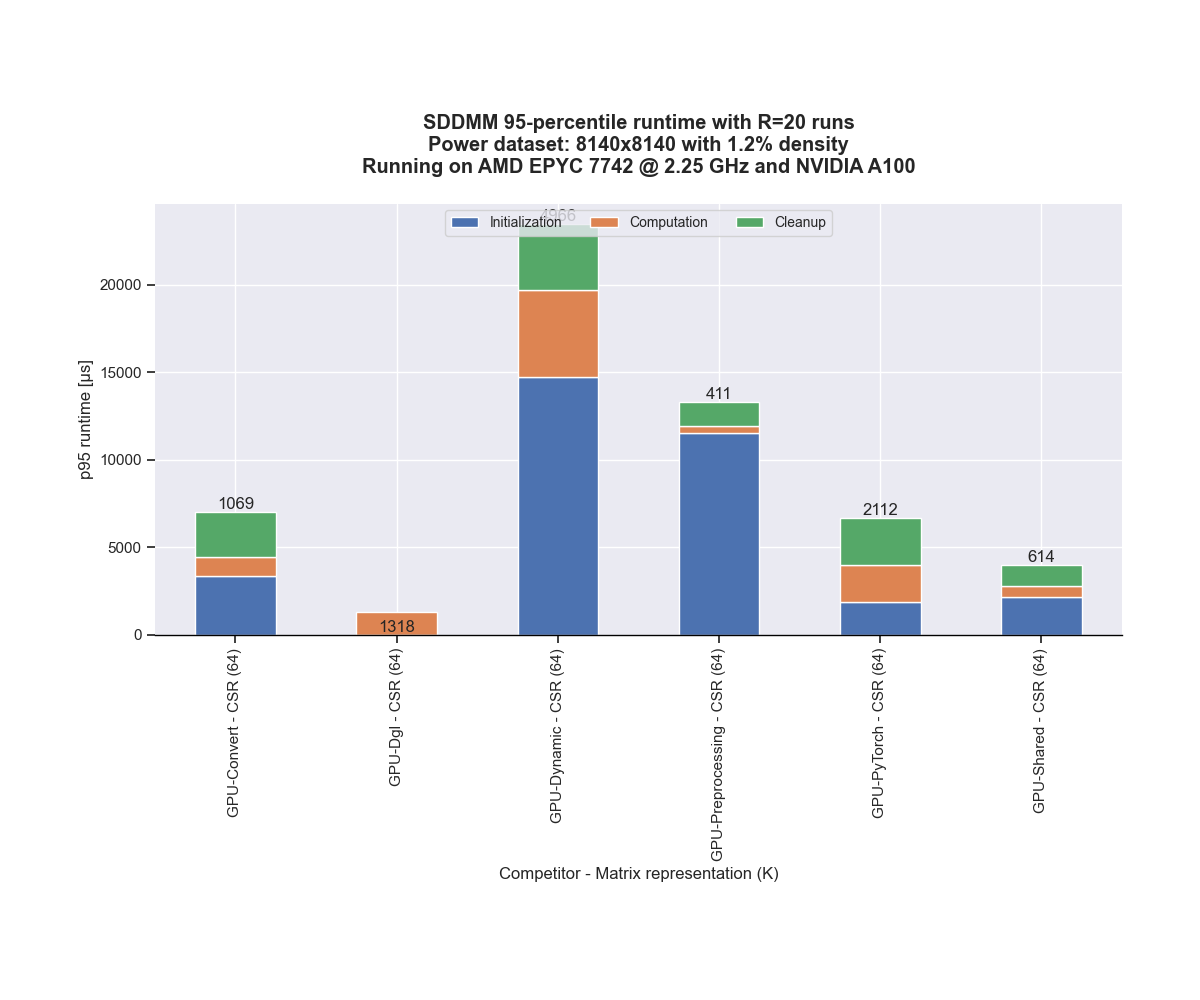 SDDMM 95-percentile runtime with R=20 runs
Power dataset: 8140x8140 with 1.2% density
Running on AMD EPYC 7742 @ 2.25 GHz and NVIDIA A100
4966
Initialization
Computation
Cleanup
20000
15000
10000
5000
0
p95 runtime [µs]
1069
1318
411
2112
614
GPU-Convert - CSR (64)
GPU-Dgl - CSR (64)
GPU-Dynamic - CSR (64)
GPU-Preprocessing - CSR (64)
GPU-PyTorch - CSR (64)
GPU-Shared - CSR (64)
Competitor - Matrix representation (K)